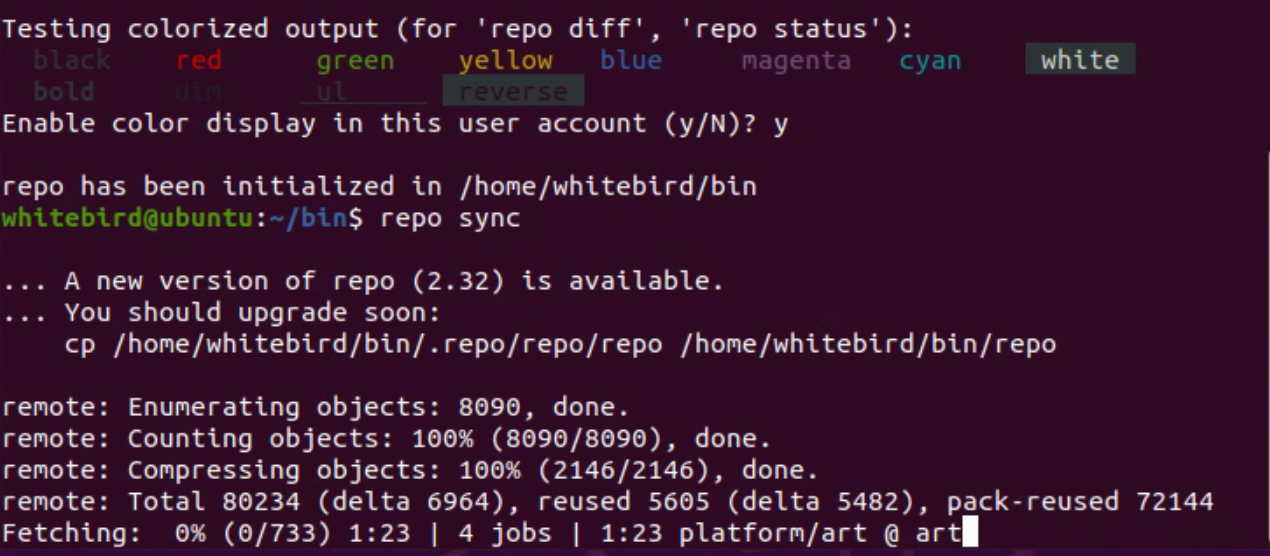 Testing colorized output (for 'repo diff', 'repo status'):
black red green yellow blue magenta cyan white
bold dim ul reverse
Enable color display in this user account (y/N)? y
repo has been initialized in /home/whitebird/bin
whitebird@ubuntu:~/bin$ repo sync
... A new version of repo (2.32) is available.
... You should upgrade soon:
cp /home/whitebird/bin/.repo/repo/repo /home/whitebird/bin/repo
remote: Enumerating objects: 8090, done.
remote: Counting objects: 100% (8090/8090), done.
remote: Compressing objects: 100% (2146/2146), done.
remote: Total 80234 (delta 6964), reused 5605 (delta 5482), pack-reused 72144
Fetching:  0% (0/733) 1:23 | 4 jobs | 1:23 platform/art @ art